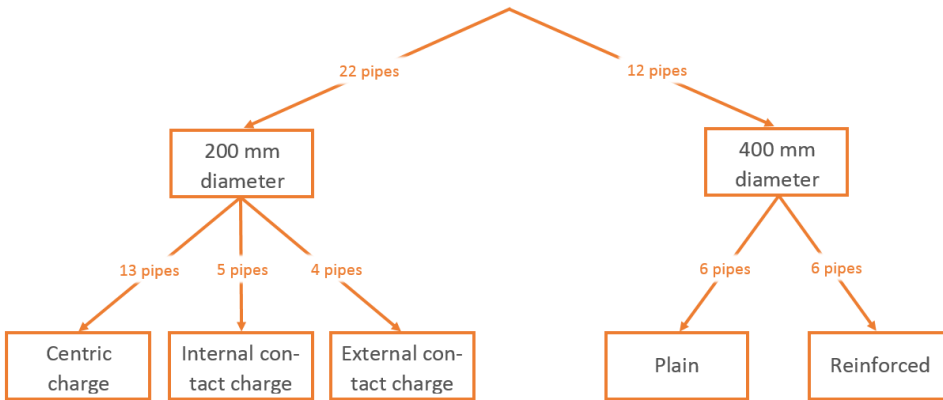 22 pipes
12 pipes
200 mm
diameter
400 mm
diameter
13 pipes
5 pipes
4 pipes
6 pipes
6 pipes
Centric
charge
Internal con-
tact charge
External con-
tact charge
Plain
Reinforced